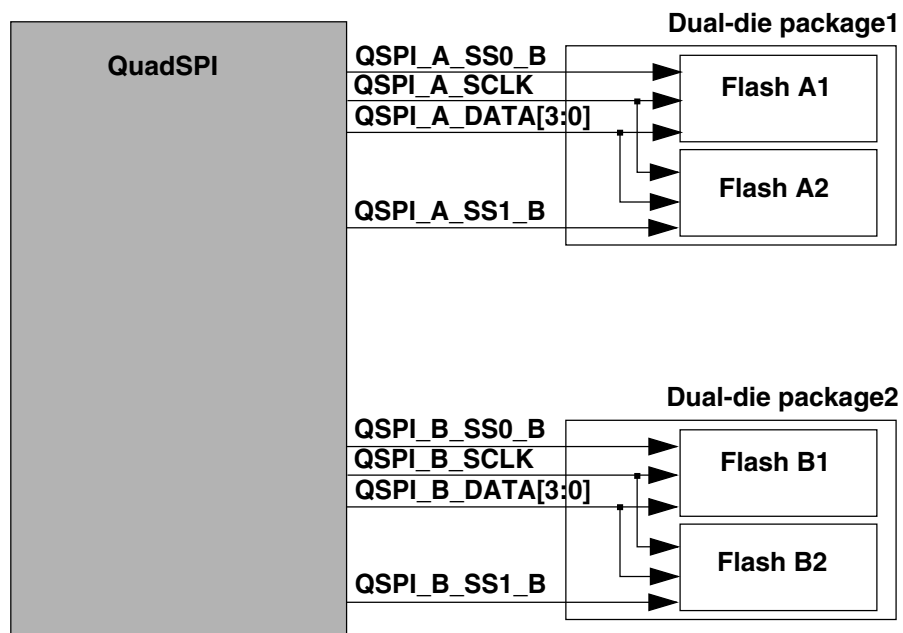 Dual-die package1
QuadSPI
QSPI_A_SS0_B
QSPI_A_SCLK
QSPI_A_DATA[3:0]
Flash A1
Flash A2
QSPI_A_SS1_B
Dual-die package2
QSPI_B_SS0_B
QSPI_B_SCLK
QSPI_B_DATA[3:0]
Flash B1
Flash B2
QSPI_B_SS1_B